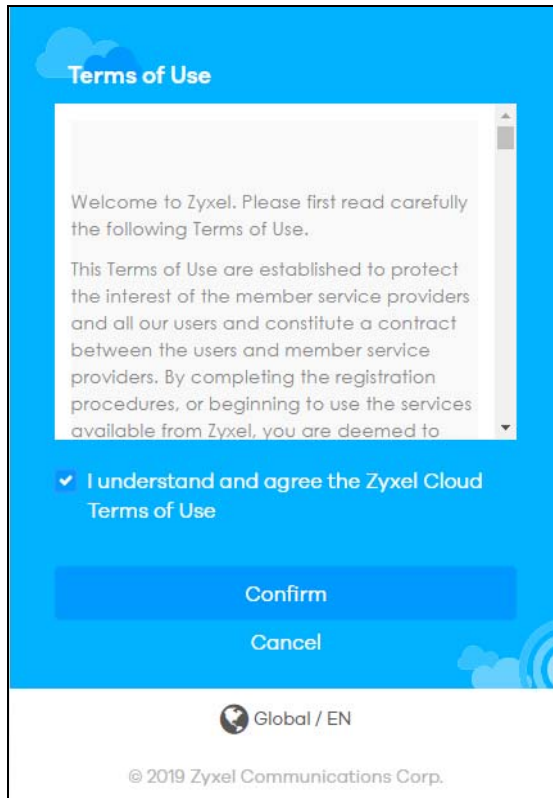 Terms of Use
Welcome to Zyxel. Please first read carefully
the following Terms of Use.
This Terms of Use are established to protect
the interest of the member service providers
and all our users and constitute a contract
between the users and member service
providers. By completing the registration
procedures, or beginning to use the services
available from Zyxel, you are deemed to
I understand and agree the Zyxel Cloud
Terms of Use
Confirm
Cancel
Global / EN
© 2019 Zyxel Communications Corp.